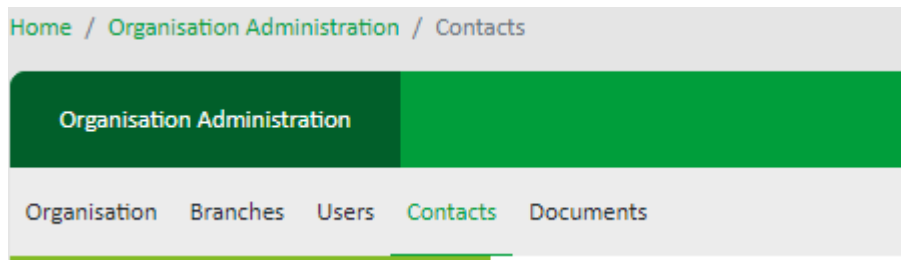 Home / Organisation Administration / Contacts
Organisation Administration
Organisation Branches Users Contacts Documents